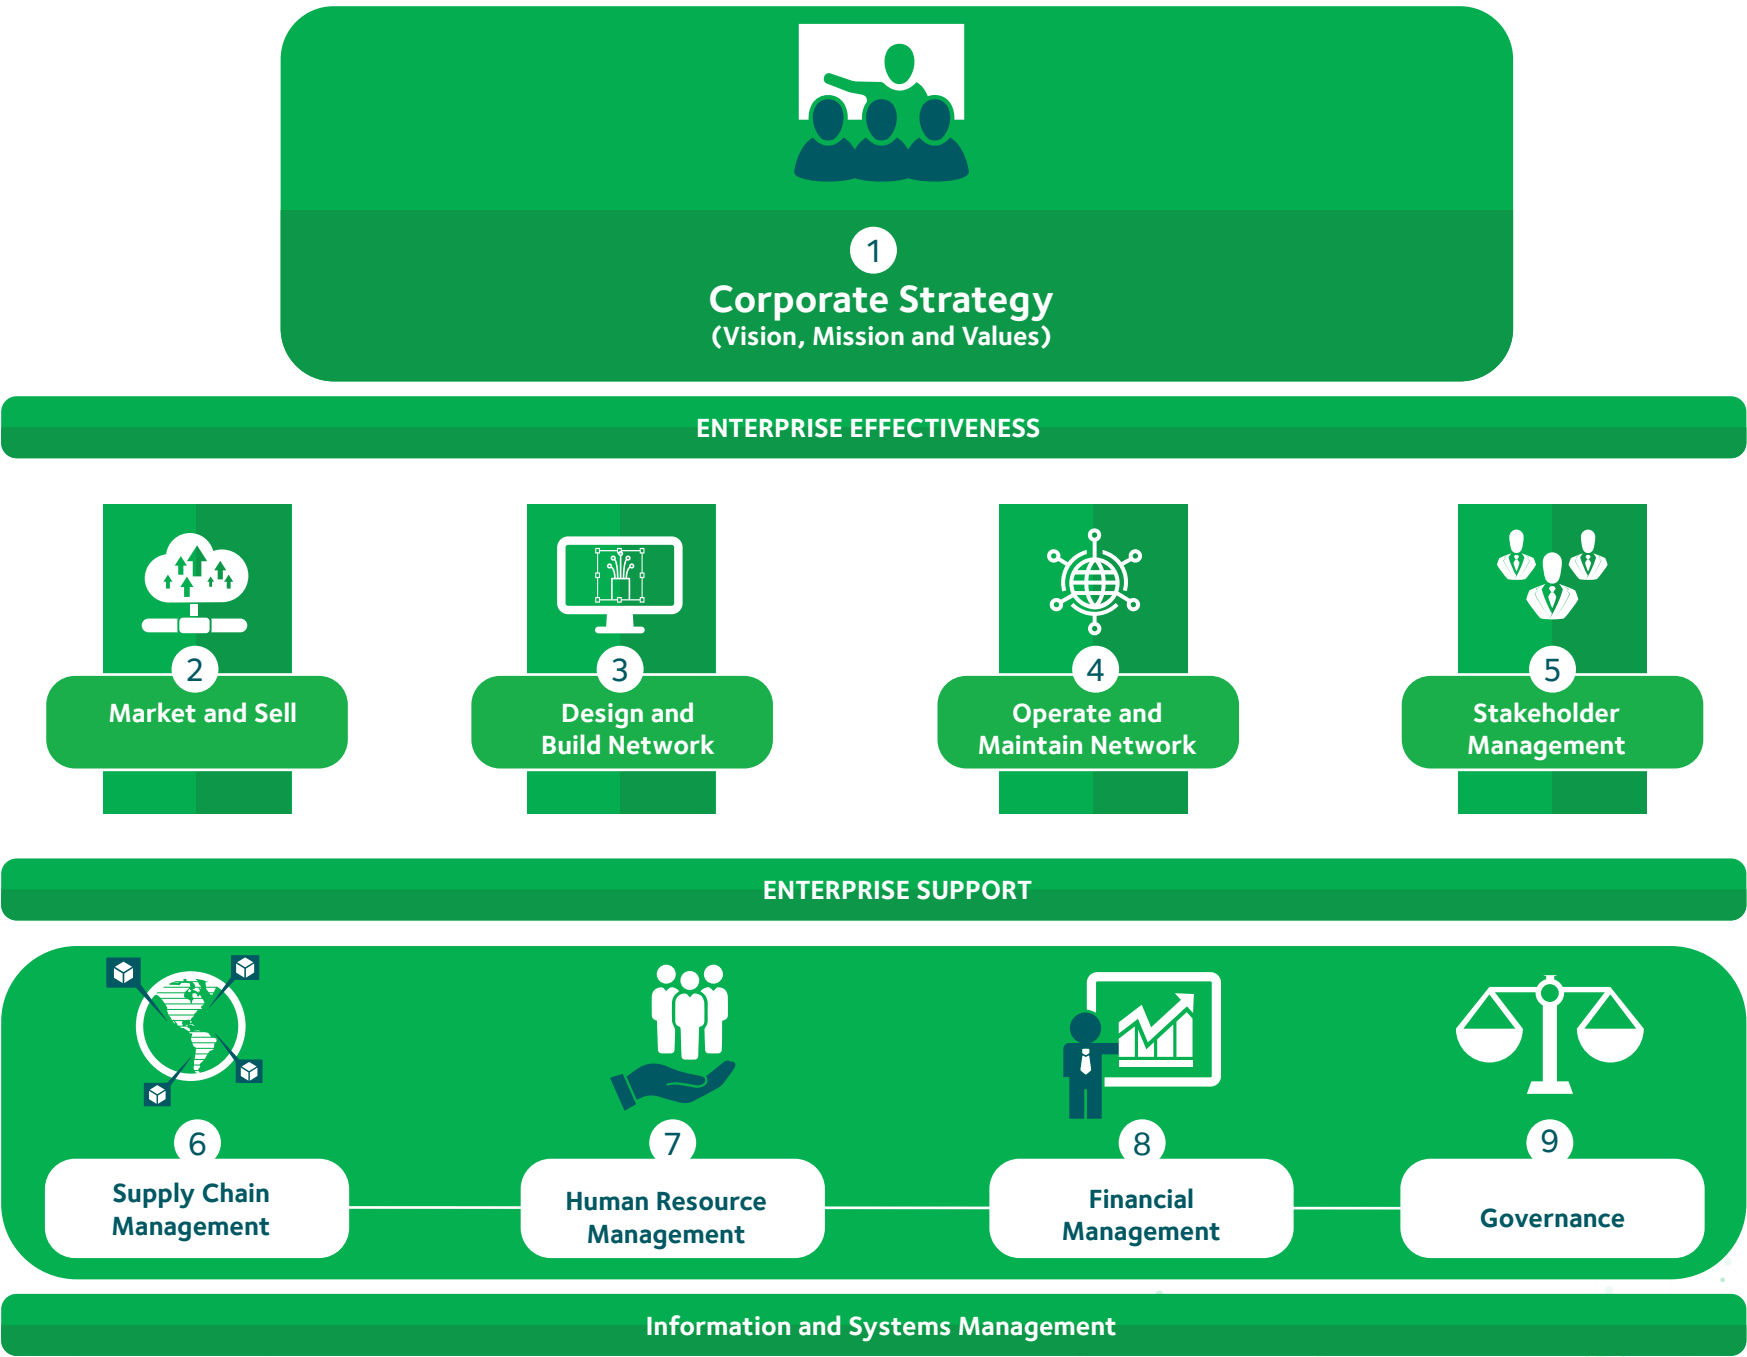 1
Corporate Strategy
(Vision, Mission and Values)
ENTERPRISE EFFECTIVENESS
2
Market and Sell
3
Design and
Build Network
4
Operate and
Maintain Network
5
Stakeholder
Management
ENTERPRISE SUPPORT
6
Supply Chain
Management
7
Human Resource
Management
8
Financial
Management
9
Governance
Information and Systems Management